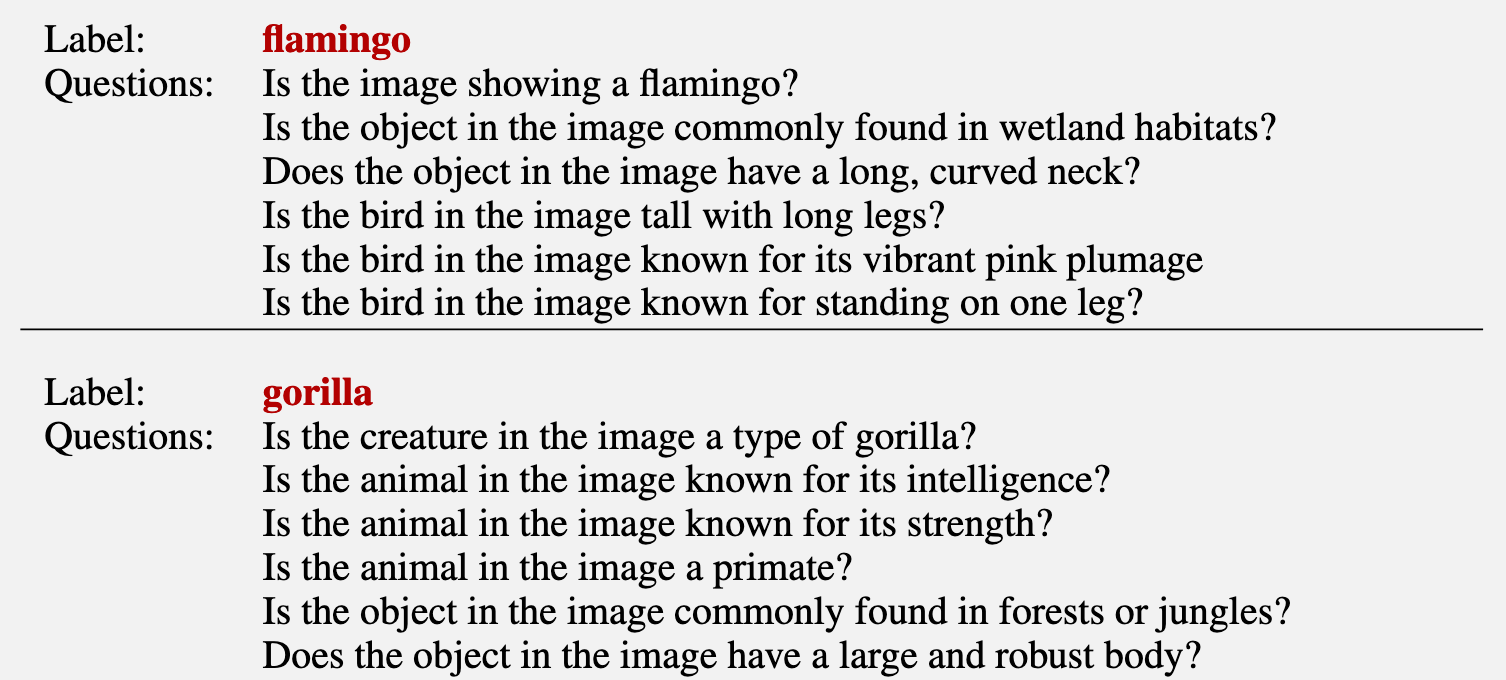 Label: flamingo
Questions: Is the image showing a flamingo?
Is the object in the image commonly found in wetland habitats?
Does the object in the image have a long, curved neck?
Is the bird in the image tall with long legs?
Is the bird in the image known for its vibrant pink plumage
Is the bird in the image known for standing on one leg?
Label: gorilla
Questions: Is the creature in the image a type of gorilla?
Is the animal in the image known for its intelligence?
Is the animal in the image known for its strength?
Is the animal in the image a primate?
Is the object in the image commonly found in forests or jungles?
Does the object in the image have a large and robust body?